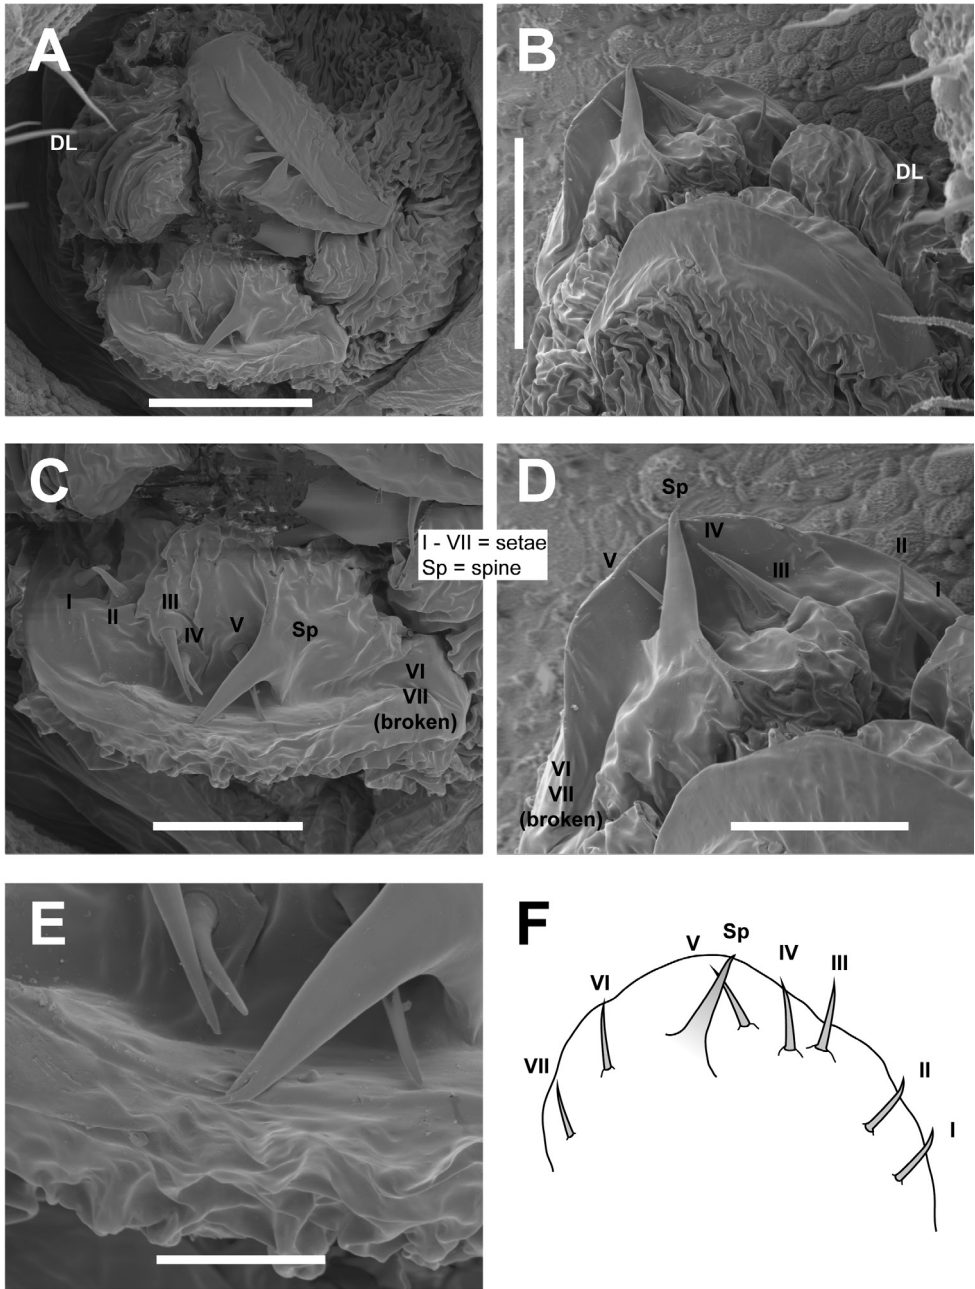 A
DL
B
DL
C
I
II
III
IV
V
Sp
VI
VII
(broken)
I - VII = setae
Sp = spine
D
Sp
IV
V
III
II
I
VI
VII
(broken)
E
F
V
Sp
IV
III
VI
VII
II
I